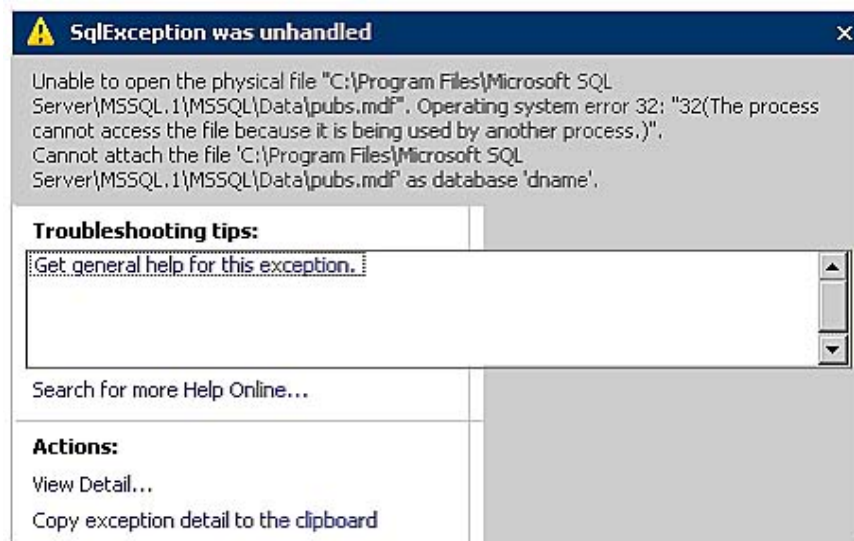 SqlException was unhandled
Unable to open the physical file "C:\Program Files\Microsoft SQL
Server\MSSQL.1\MSSQL\Data\pubs.mdf". Operating system error 32: "32(The process
cannot access the file because it is being used by another process.)".
Cannot attach the file 'C:\Program Files\Microsoft SQL
Server\MSSQL.1\MSSQL\Data\pubs.mdf' as database 'dname'.
Troubleshooting tips:
Get general help for this exception.
Search for more Help Online...
Actions:
View Detail...
Copy exception detail to the clipboard